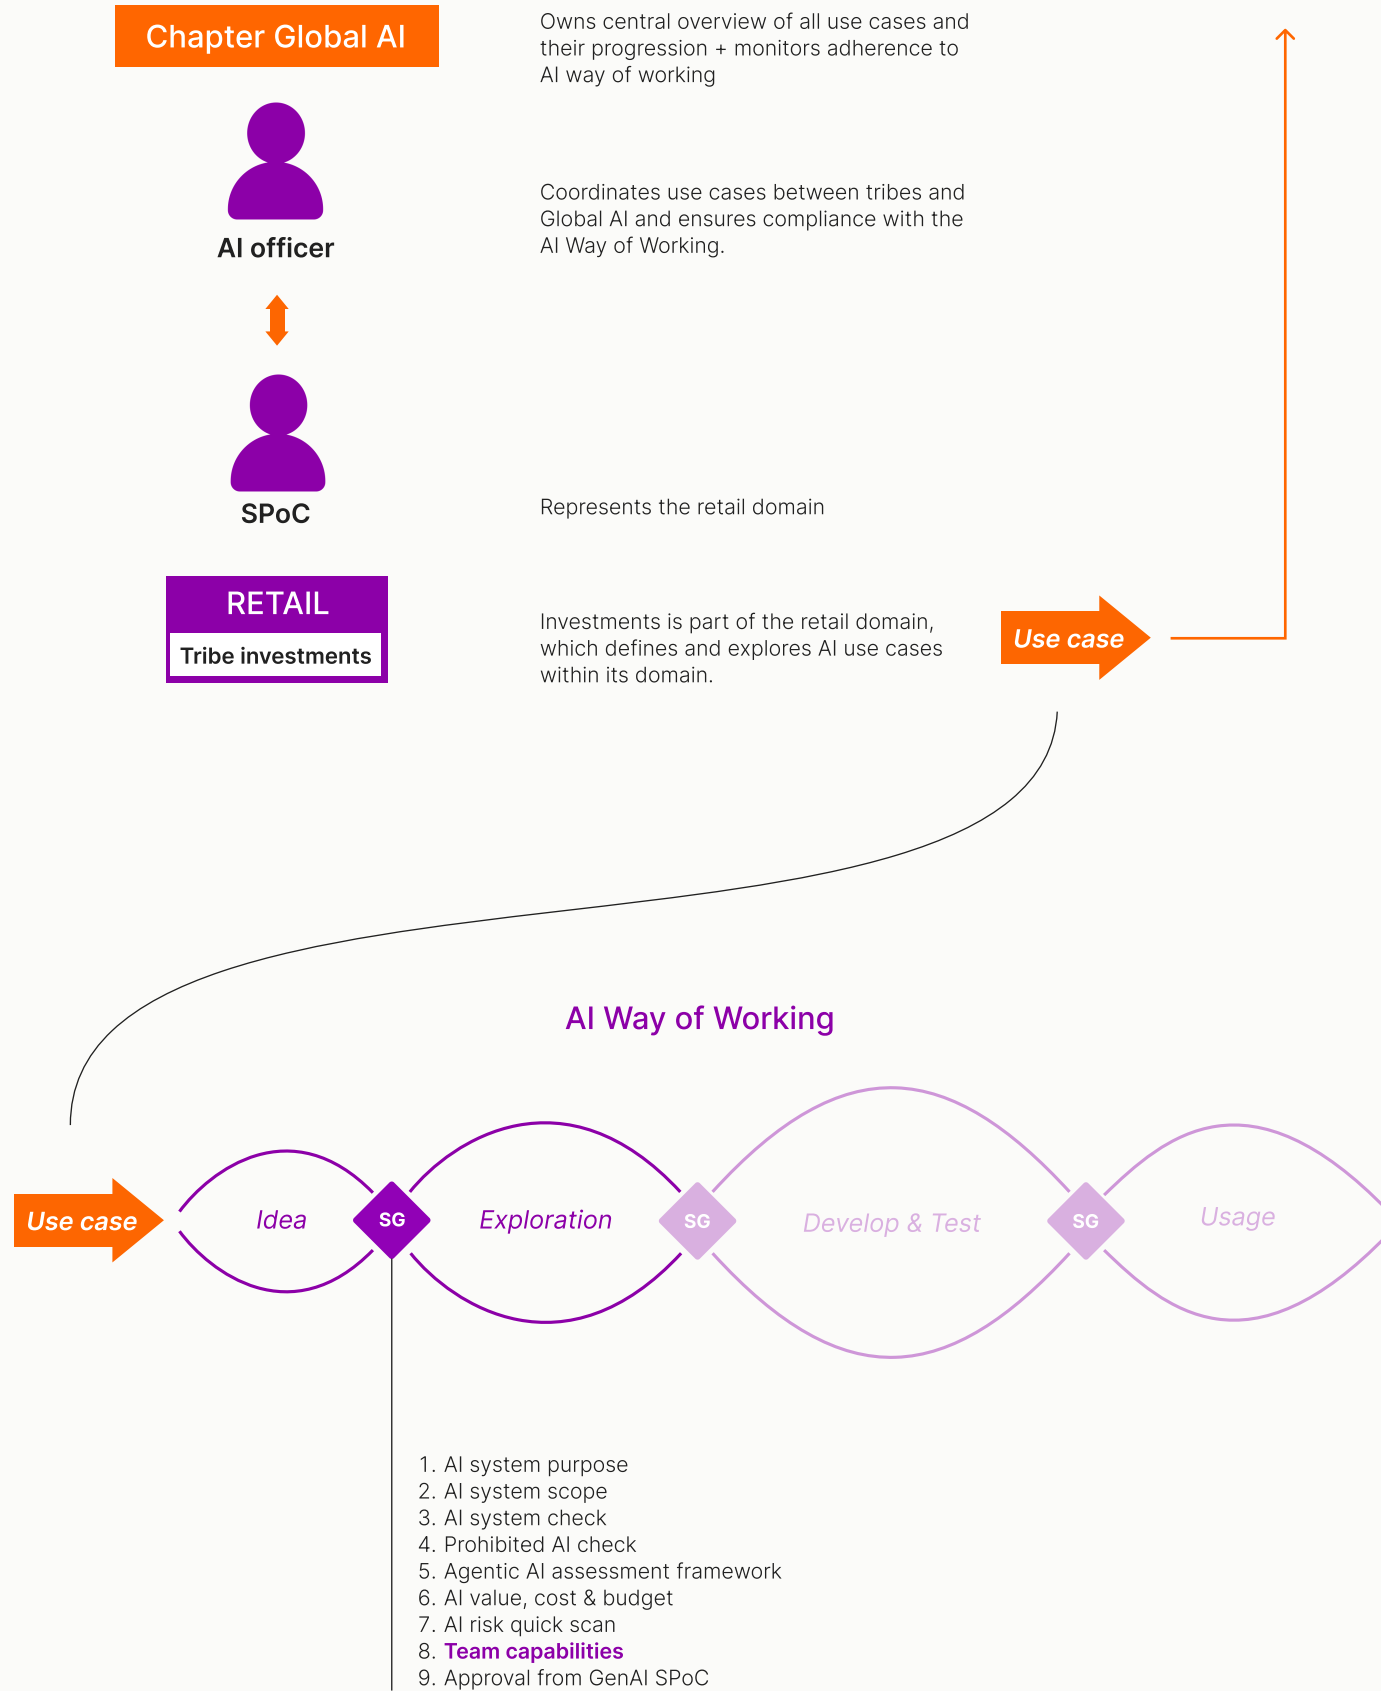 Chapter Global AI
Owns central overview of all use cases and
their progression + monitors adherence to
AI way of working
Coordinates use cases between tribes and
Global AI and ensures compliance with the
AI Way of Working.
AI officer
SPoC
Represents the retail domain
RETAIL
Tribe investments
Investments is part of the retail domain,
which defines and explores AI use cases
within its domain.
Use case
AI Way of Working
Use case
Idea
SG
Exploration
SG
Develop & Test
SG
Usage
1. AI system purpose
2. AI system scope
3. AI system check
4. Prohibited AI check
5. Agentic AI assessment framework
6. AI value, cost & budget
7. AI risk quick scan
8. Team capabilities
9. Approval from GenAI SPoC